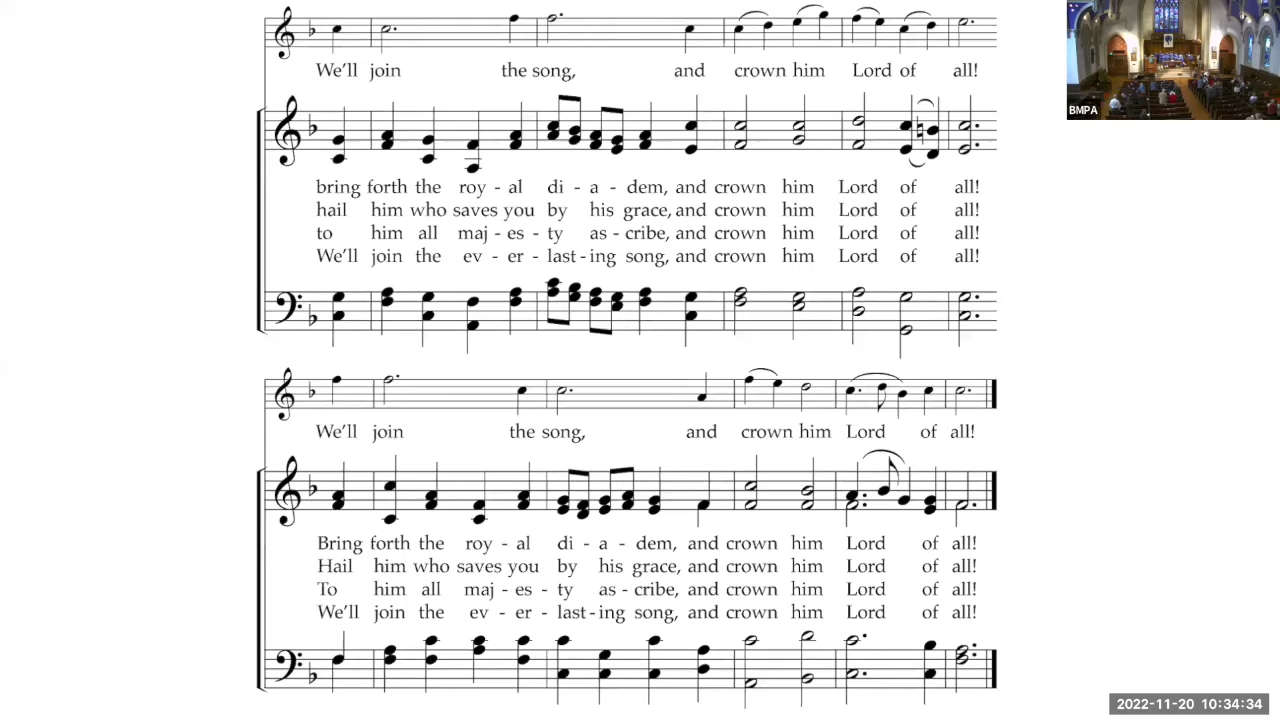 We'll join the song, and crown him Lord of all!
bring forth the roy - al di - a - dem, and crown him Lord of all!
hail him who saves you by his grace, and crown him Lord of all!
to him all maj - es - ty as - cribe, and crown him Lord of all!
We'll join the ev - er - last - ing song, and crown him Lord of all!
We'll join the song, and crown him Lord of all!
Bring forth the roy - al di - a - dem, and crown him Lord of all!
Hail him who saves you by his grace, and crown him Lord of all!
To him all maj - es - ty as - cribe, and crown him Lord of all!
We'll join the ev - er - last - ing song, and crown him Lord of all!
BMPA
2022-11-20 10:34:34